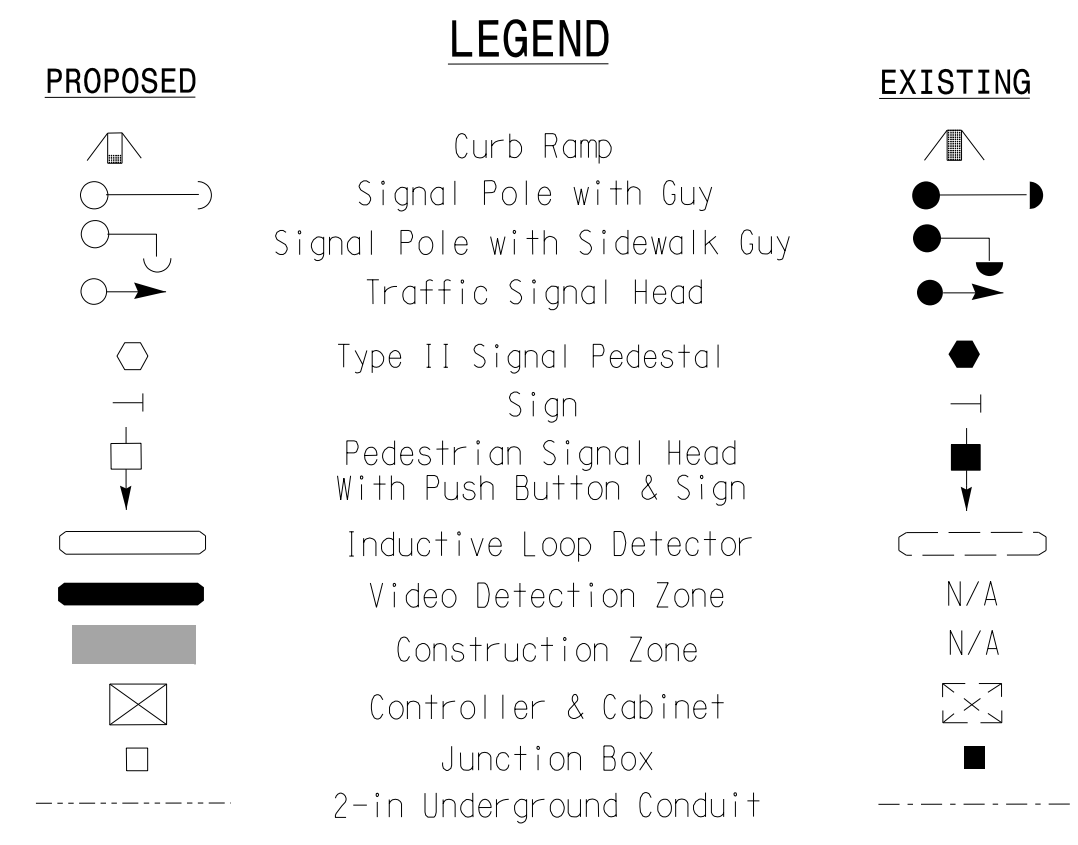 LEGEND
PROPOSED EXISTING
Curb Ramp
Signal Pole with Guy
Signal Pole with Sidewalk Guy
Traffic Signal Head
Type II Signal Pedestal
Sign
Pedestrian Signal Head
With Push Button & Sign
Inductive Loop Detector
Video Detection Zone N/A
Construction Zone N/A
Controller & Cabinet
Junction Box
2-in Underground Conduit